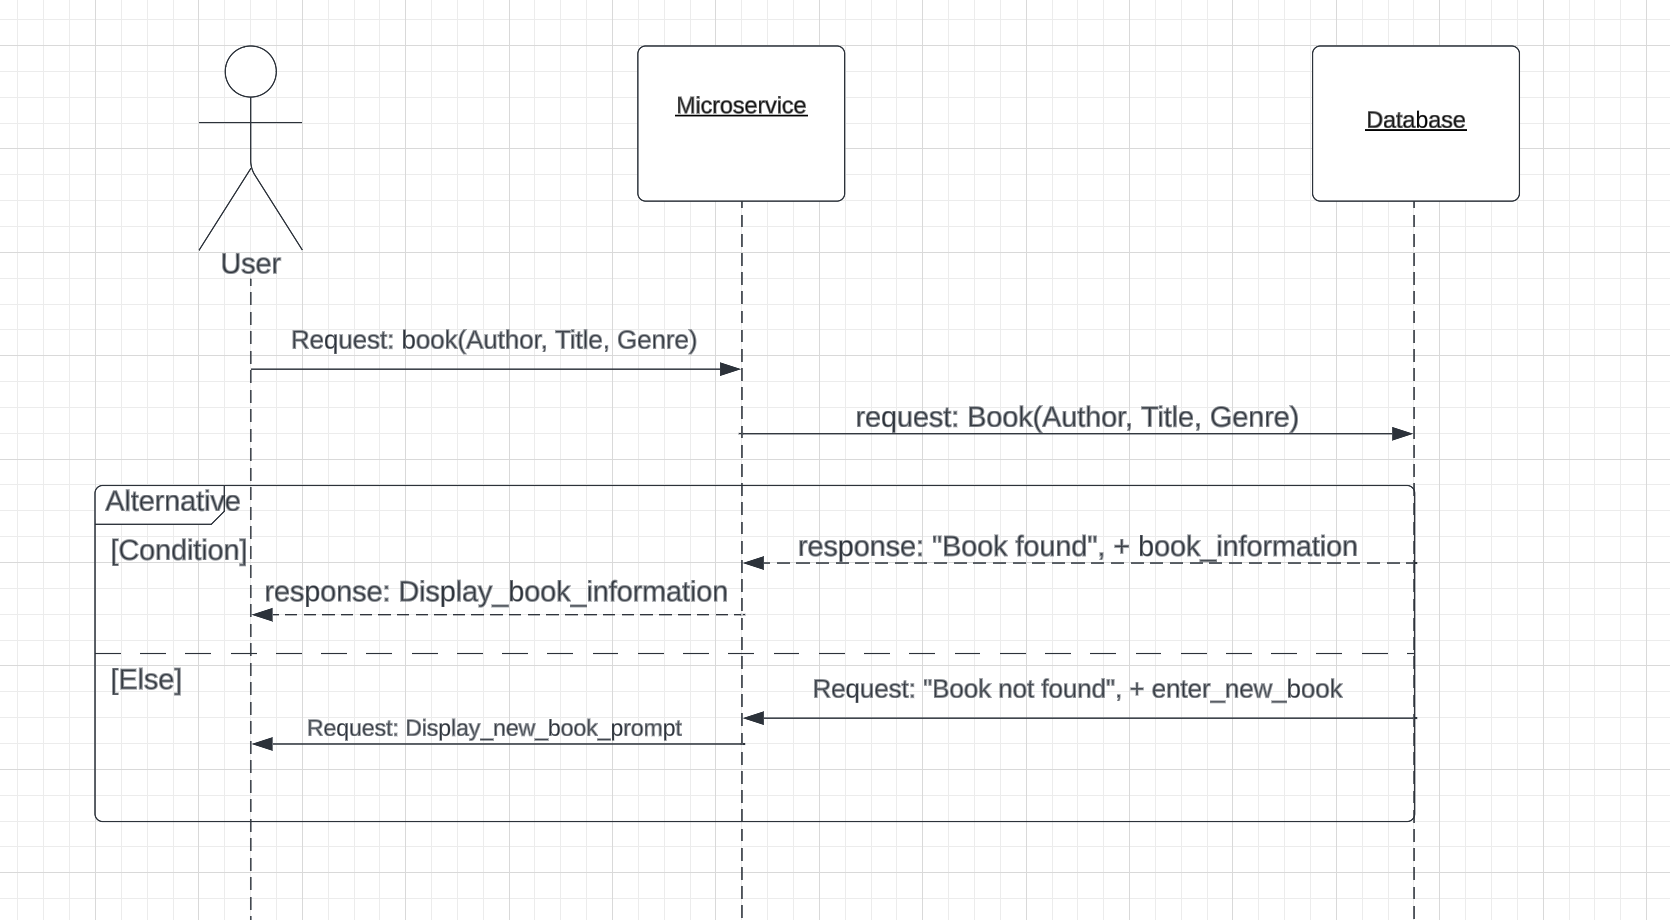 Microservice
Database
User
Request: book(Author, Title, Genre)
request: Book(Author, Title, Genre)
Alternative
[Condition]
response: "Book found", + book_information
response: Display_book_information
[Else]
Request: "Book not found", + enter_new_book
Request: Display_new_book_prompt